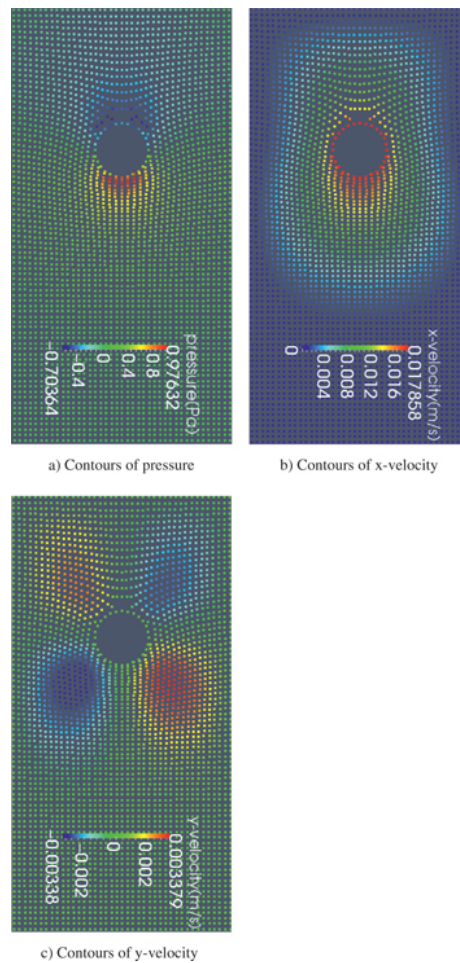 pressure(Pa)
-0.70364
-0.4
0
0.4
0.8
0.97632
x-velocity(m/s)
0
0.004
0.008
0.012
0.016
0.017858
a) Contours of pressure
b) Contours of x-velocity
y-velocity(m/s)
-0.00338
-0.002
0
0.002
0.003379
c) Contours of y-velocity